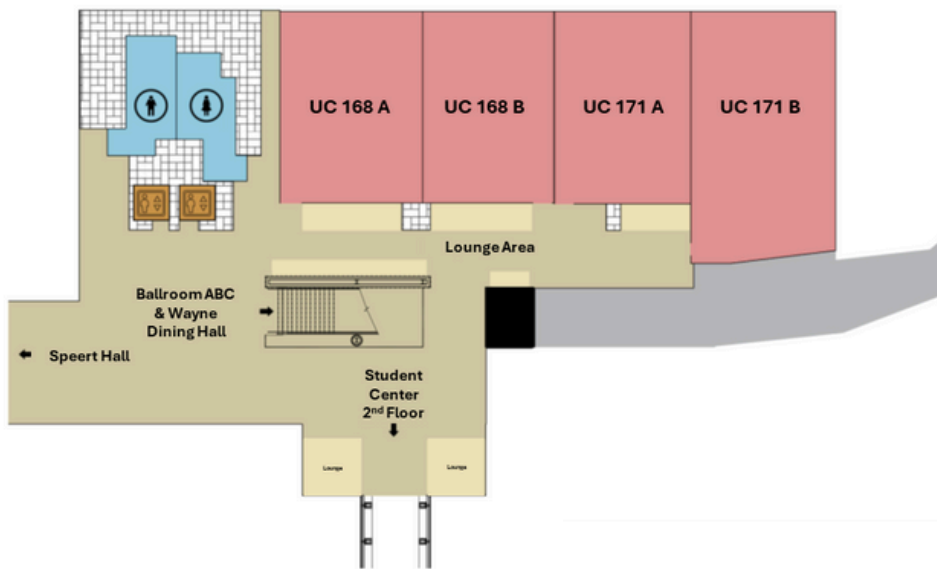 UC 168 A
UC 168 B
UC 171 A
UC 171 B
Lounge Area
Ballroom ABC
& Wayne
Dining Hall
Speert Hall
Student
Center
2nd Floor
Lounge
Lounge